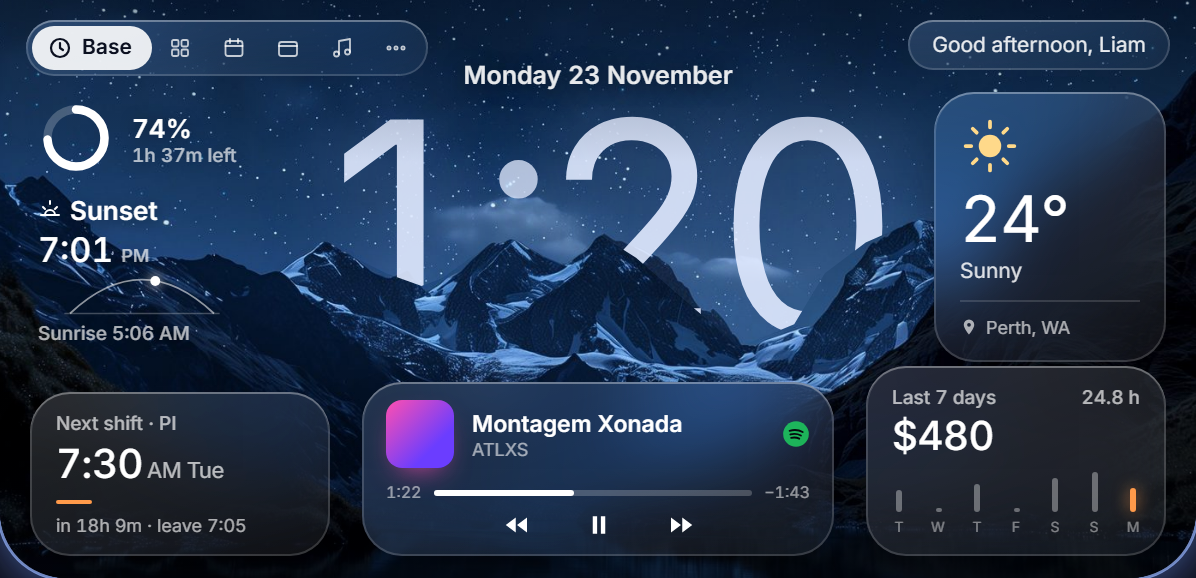 Base
Good afternoon, Liam
Monday 23 November
1:20
74%
1h 37m left
Sunset
7:01 PM
Sunrise 5:06 AM
24°
Sunny
Perth, WA
Next shift · PI
7:30 AM Tue
in 18h 9m · leave 7:05
Montagem Xonada
ATLXS
1:22
−1:43
Last 7 days
24.8 h
$480
T W T F S S M